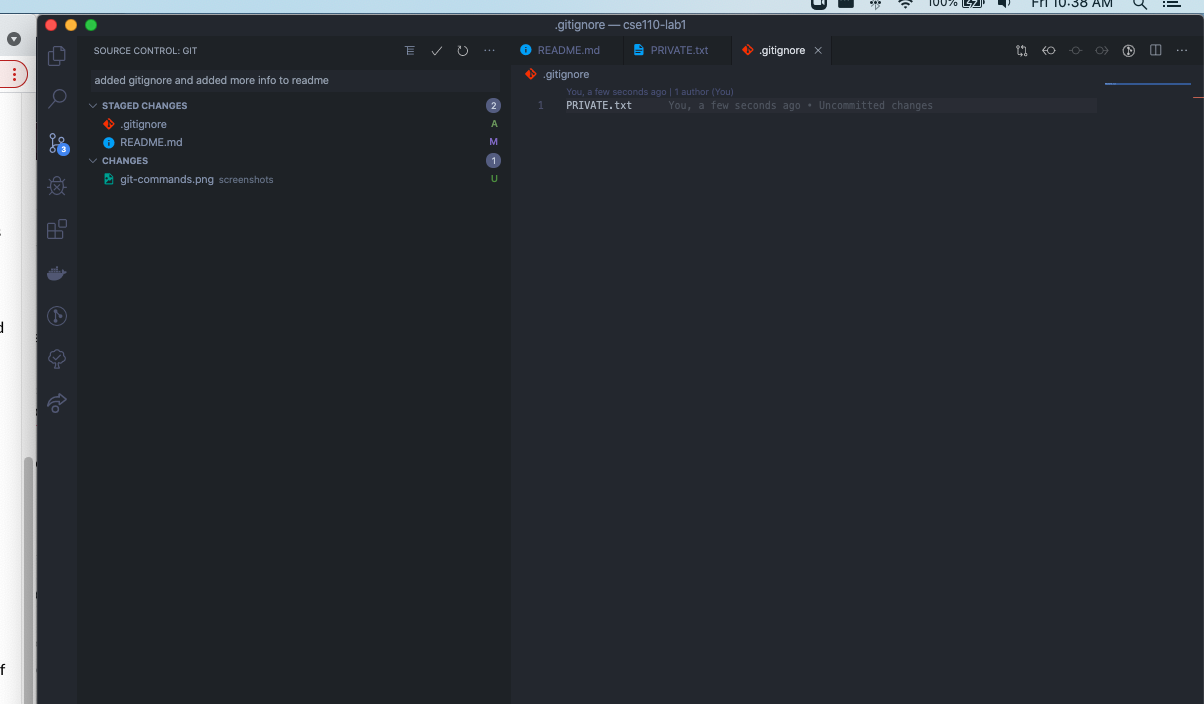 100%
Fri 10:38 AM
.gitignore — cse110-lab1
SOURCE CONTROL: GIT
README.md
PRIVATE.txt
.gitignore
added gitignore and added more info to readme
.gitignore
You, a few seconds ago | 1 author (You)
STAGED CHANGES 2
1 PRIVATE.txt You, a few seconds ago • Uncommitted changes
.gitignore A
README.md M
3
CHANGES 1
git-commands.png screenshots U
d
f